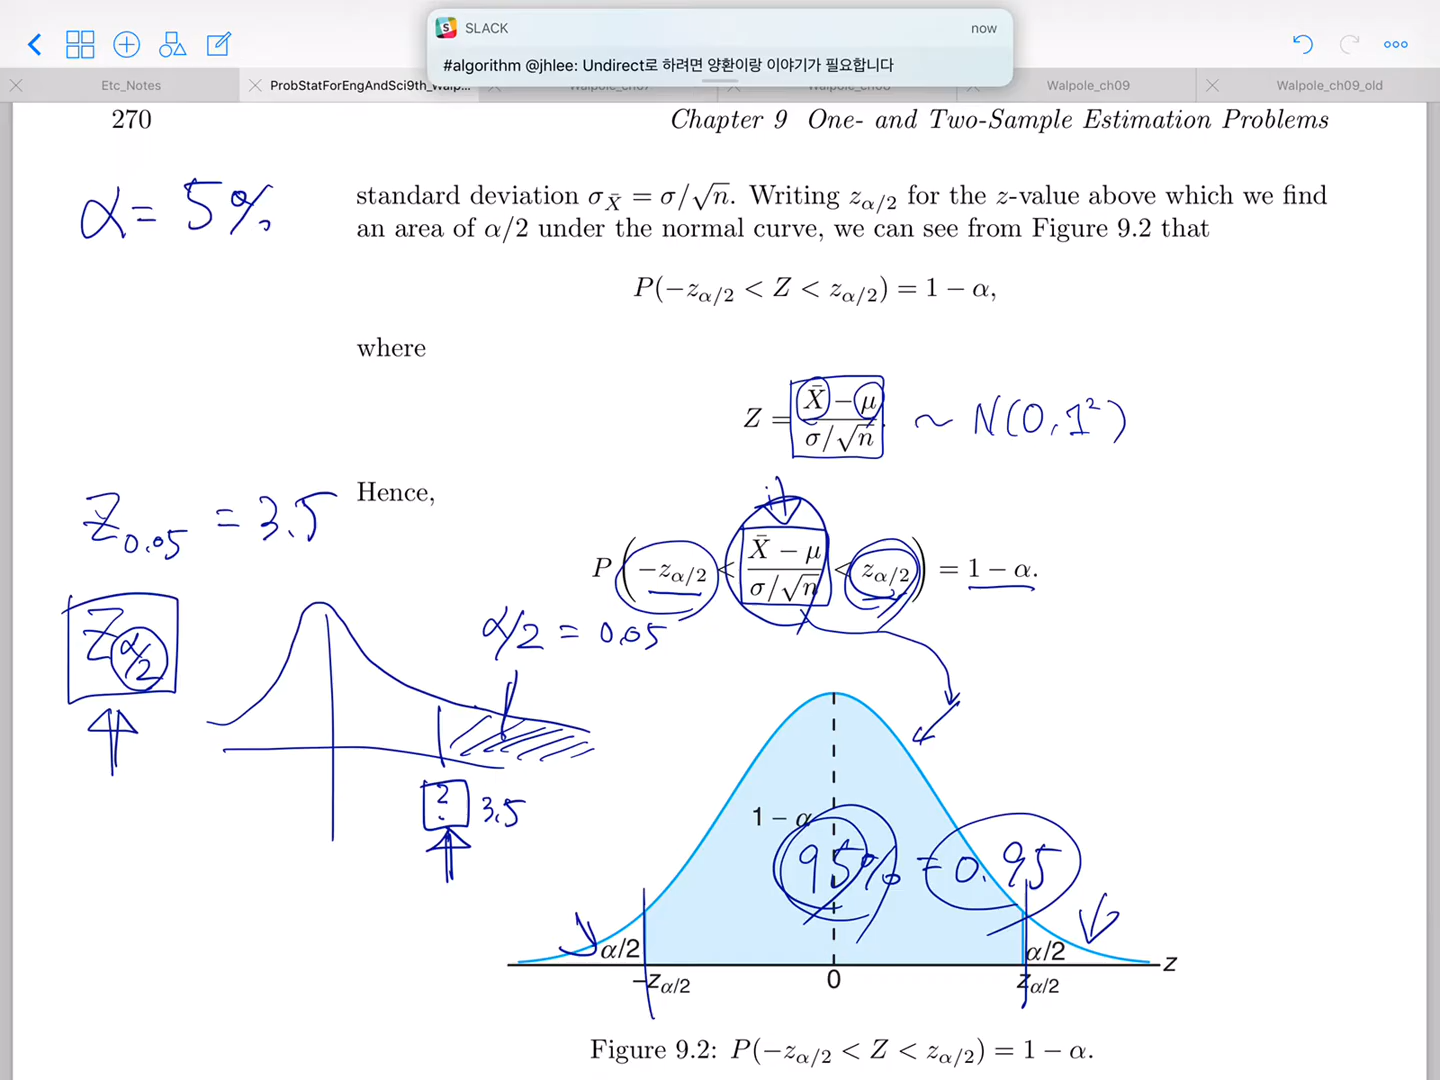 SLACK now
#algorithm @jhlee: Undirect로 하려면 양환이랑 이야기가 필요합니다
Etc_Notes ProbStatForEngAndSci9th_Walp... Walpole_ch09 Walpole_ch09_old
270 Chapter 9 One- and Two-Sample Estimation Problems
α = 5%
standard deviation σ_X̄ = σ/√n. Writing z_α/2 for the z-value above which we find
an area of α/2 under the normal curve, we can see from Figure 9.2 that
P(−z_α/2 < Z < z_α/2) = 1 − α,
where
Z = (X̄ − μ)/(σ/√n) ~ N(0, 1²)
Hence,
Z_0.05 = 3.5
P(−z_α/2 < (X̄ − μ)/(σ/√n) < z_α/2) = 1 − α.
α/2 = 0.05
Z_α/2
? 3.5
1 − α
95% = 0.95
α/2 α/2
−z_α/2 0 z_α/2 z
Figure 9.2: P(−z_α/2 < Z < z_α/2) = 1 − α.